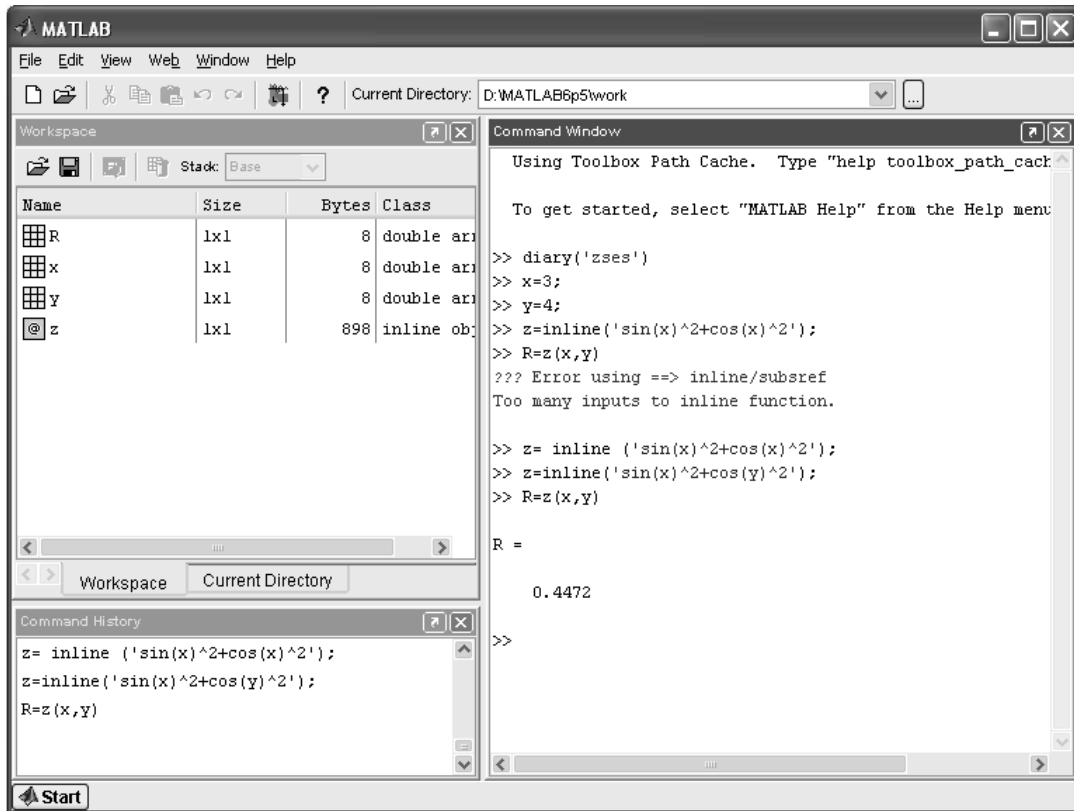 MATLAB
File Edit View Web Window Help
? Current Directory: D:\MATLAB6p5\work ...
Workspace
Stack: Base
Name Size Bytes Class
R 1x1 8 double arr
x 1x1 8 double arr
y 1x1 8 double arr
@ z 1x1 898 inline obj
Workspace Current Directory
Command History
z= inline ('sin(x)^2+cos(x)^2');
z=inline('sin(x)^2+cos(y)^2');
R=z(x,y)
Command Window
Using Toolbox Path Cache. Type "help toolbox_path_cach
To get started, select "MATLAB Help" from the Help menu
>> diary('zses')
>> x=3;
>> y=4;
>> z=inline('sin(x)^2+cos(x)^2');
>> R=z(x,y)
??? Error using ==> inline/subsref
Too many inputs to inline function.
>> z= inline ('sin(x)^2+cos(x)^2');
>> z=inline('sin(x)^2+cos(y)^2');
>> R=z(x,y)
R =
0.4472
>>
Start